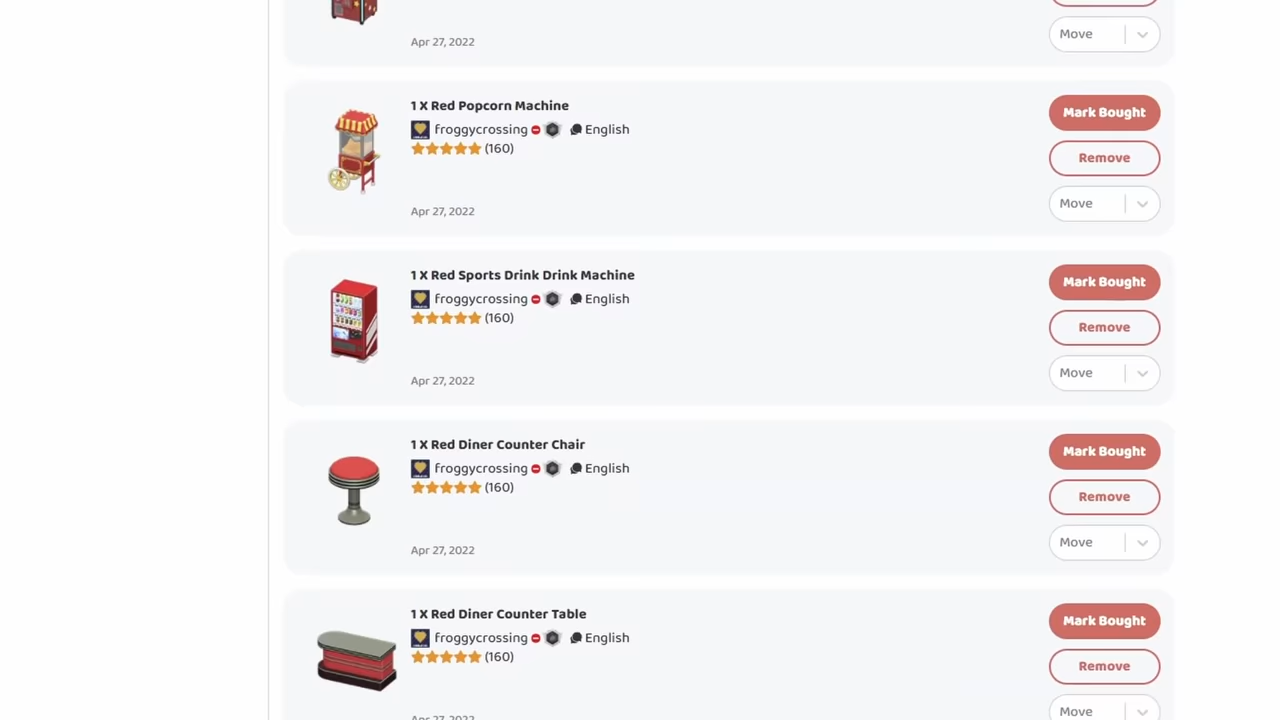 Apr 27, 2022
Move
1 X Red Popcorn Machine
froggycrossing English
(160)
Apr 27, 2022
Mark Bought
Remove
Move
1 X Red Sports Drink Drink Machine
froggycrossing English
(160)
Apr 27, 2022
Mark Bought
Remove
Move
1 X Red Diner Counter Chair
froggycrossing English
(160)
Apr 27, 2022
Mark Bought
Remove
Move
1 X Red Diner Counter Table
froggycrossing English
(160)
Apr 27, 2022
Mark Bought
Remove
Move